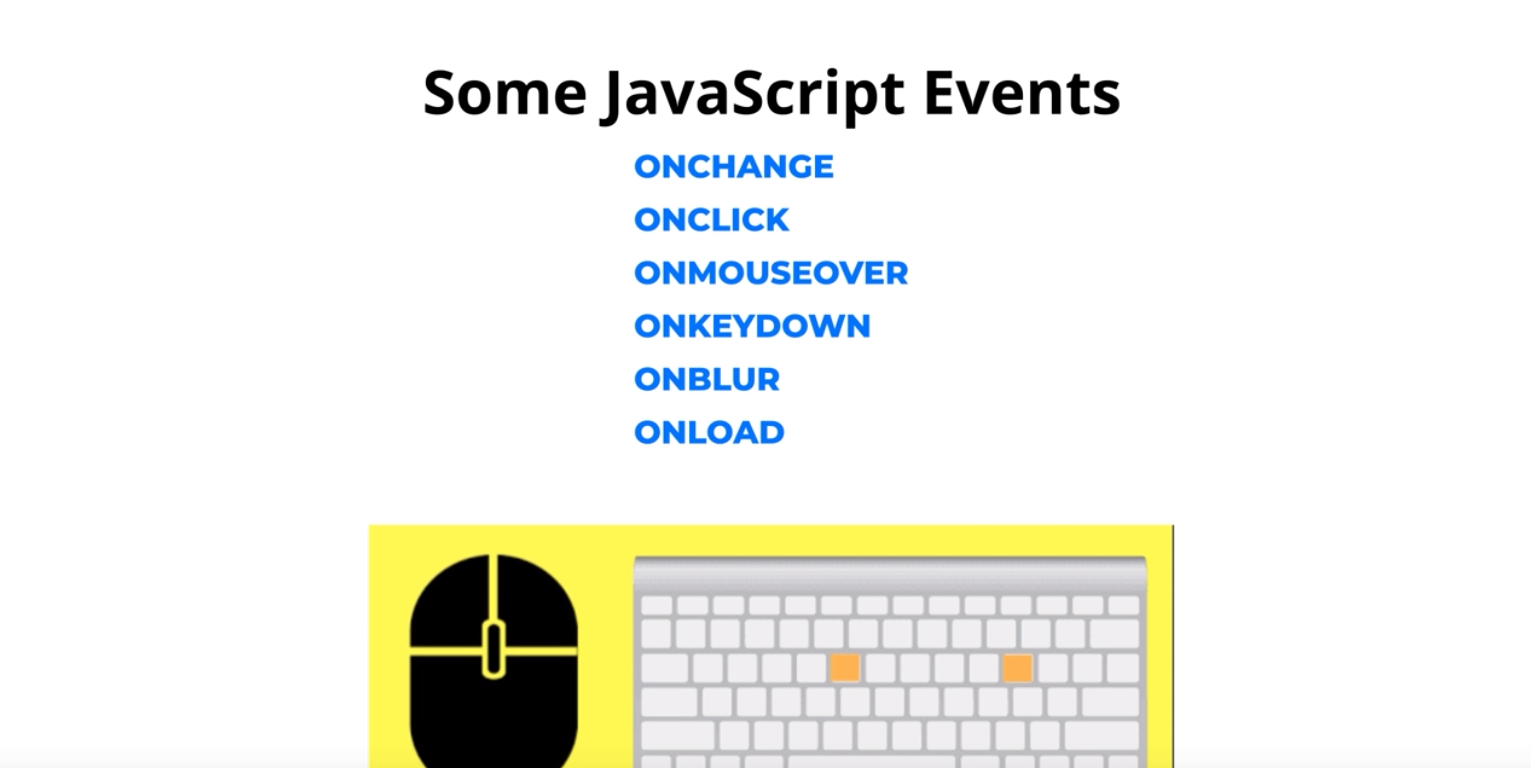 Some JavaScript Events
ONCHANGE
ONCLICK
ONMOUSEOVER
ONKEYDOWN
ONBLUR
ONLOAD